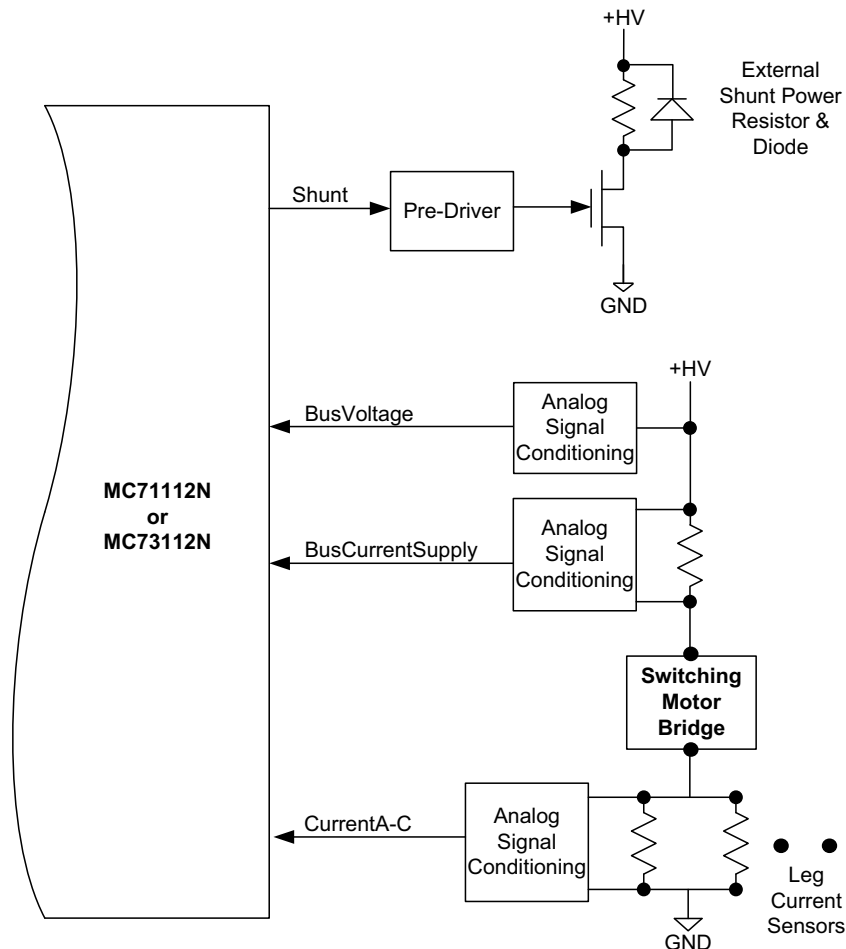 +HV
External
Shunt Power
Resistor &
Diode
Shunt
Pre-Driver
GND
+HV
BusVoltage
Analog
Signal
Conditioning
MC71112N
or
MC73112N
BusCurrentSupply
Analog
Signal
Conditioning
Switching
Motor
Bridge
CurrentA-C
Analog
Signal
Conditioning
Leg
Current
Sensors
GND